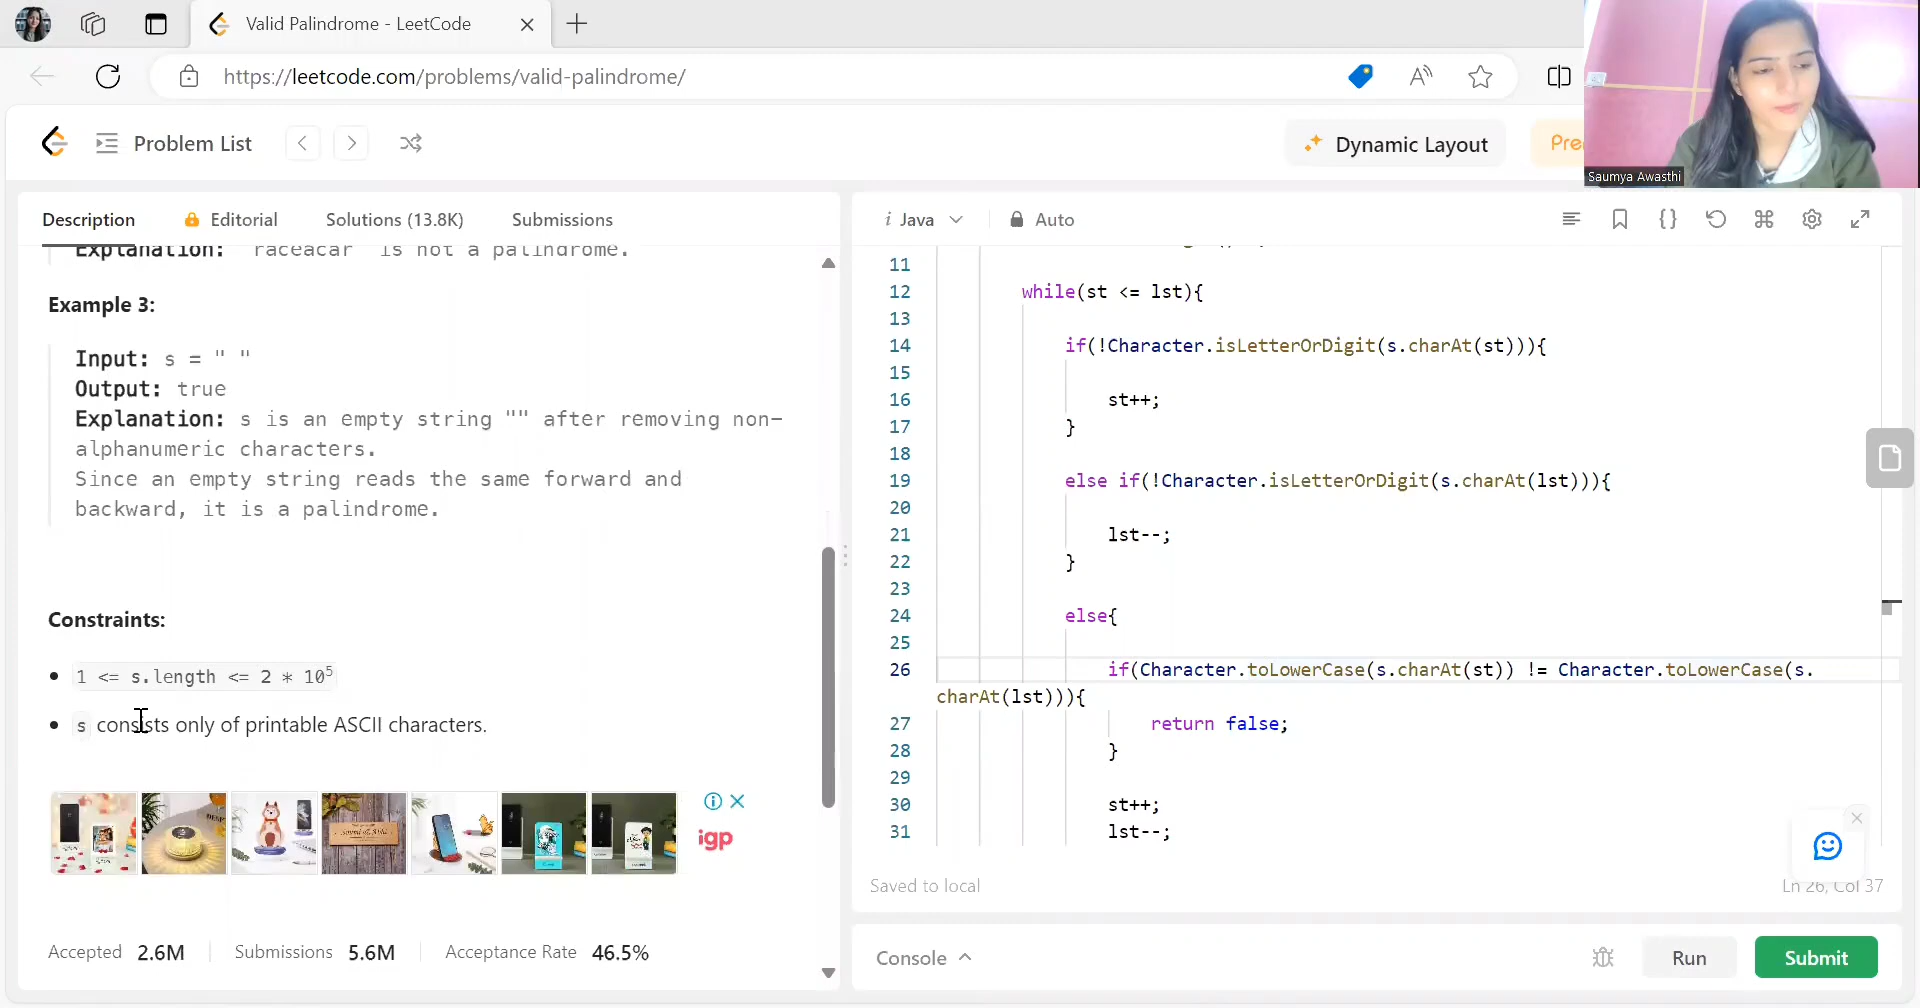 Valid Palindrome - LeetCode
https://leetcode.com/problems/valid-palindrome/
Problem List
Dynamic Layout
Saumya Awasthi
Description
Editorial
Solutions (13.8K)
Submissions
Explanation: "raceacar" is not a palindrome.
Example 3:
Input: s = " "
Output: true
Explanation: s is an empty string "" after removing non-
alphanumeric characters.
Since an empty string reads the same forward and
backward, it is a palindrome.
Constraints:
1 <= s.length <= 2 * 10⁵
s consists only of printable ASCII characters.
igp
Accepted 2.6M
Submissions 5.6M
Acceptance Rate 46.5%
i Java
Auto
11
12 while(st <= lst){
13
14 if(!Character.isLetterOrDigit(s.charAt(st))){
15
16 st++;
17 }
18
19 else if(!Character.isLetterOrDigit(s.charAt(lst))){
20
21 lst--;
22 }
23
24 else{
25
26 if(Character.toLowerCase(s.charAt(st)) != Character.toLowerCase(s.
charAt(lst))){
27 return false;
28 }
29
30 st++;
31 lst--;
Saved to local
Ln 26, Col 37
Console
Run
Submit